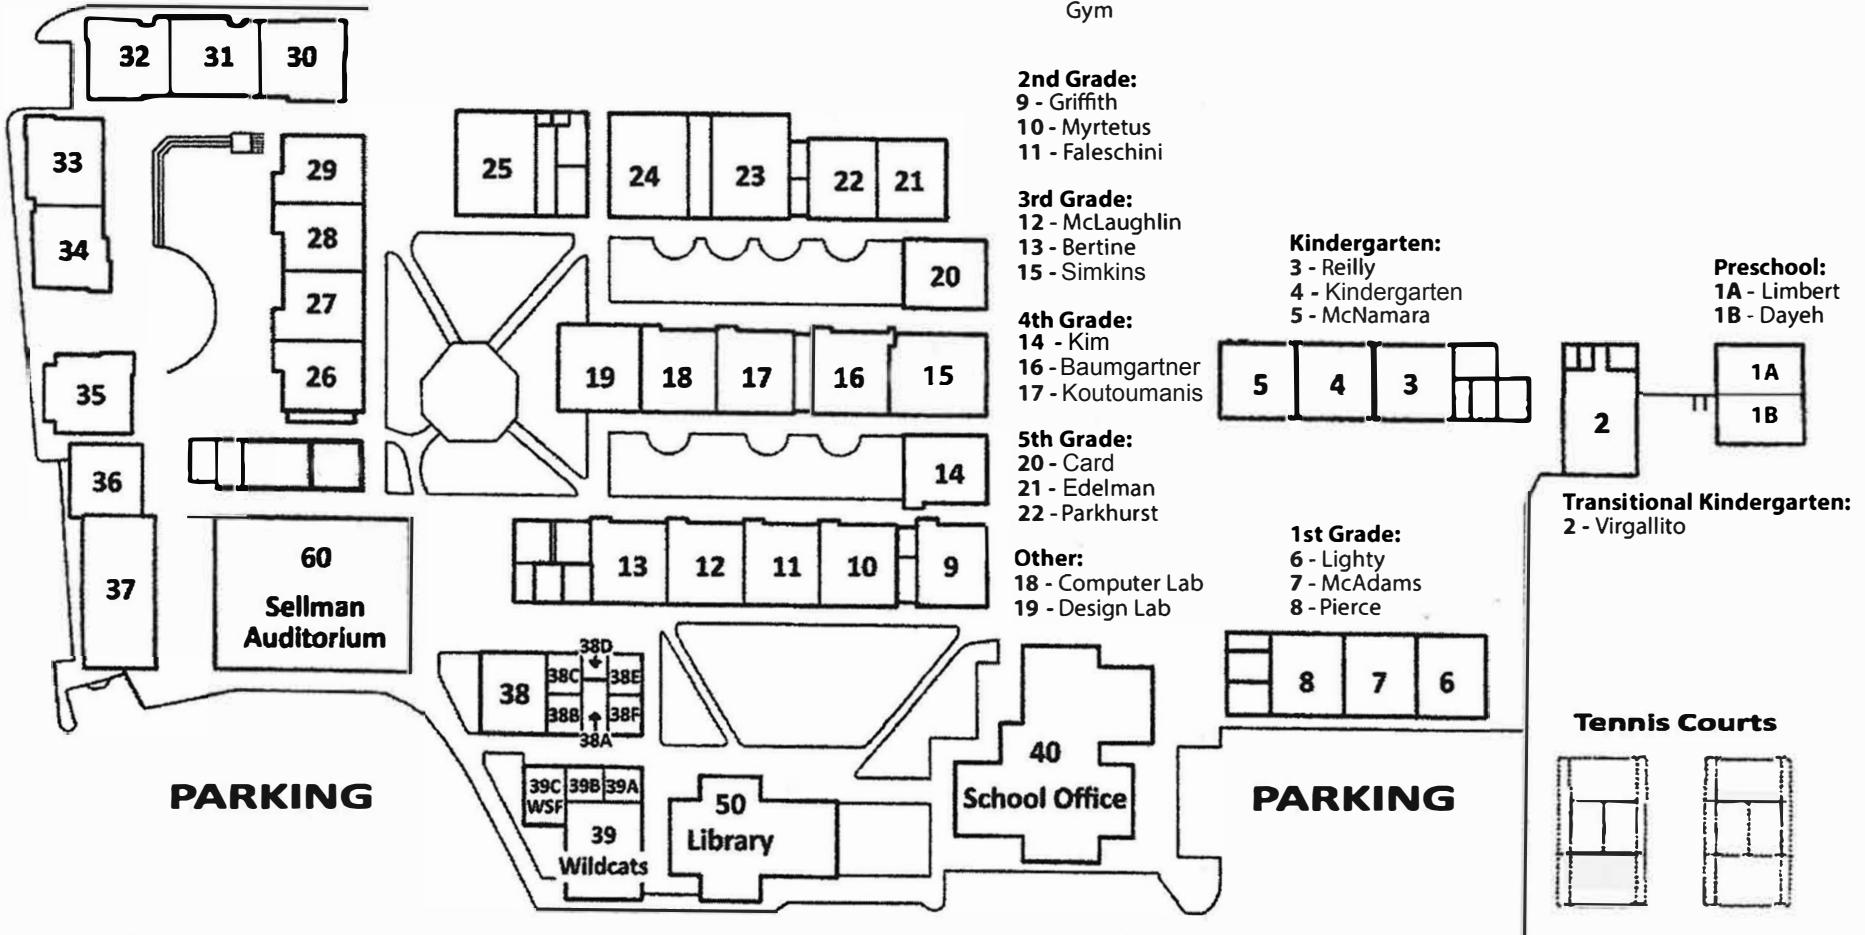 Gym
2nd Grade:
9 - Griffith
10 - Myrtetus
11 - Faleschini
3rd Grade:
12 - McLaughlin
13 - Bertine
15 - Simkins
4th Grade:
14 - Kim
16 - Baumgartner
17 - Koutoumanis
5th Grade:
20 - Card
21 - Edelman
22 - Parkhurst
Other:
18 - Computer Lab
19 - Design Lab
Kindergarten:
3 - Reilly
4 - Kindergarten
5 - McNamara
Preschool:
1A - Limbert
1B - Dayeh
Transitional Kindergarten:
2 - Virgallito
1st Grade:
6 - Lighty
7 - McAdams
8 - Pierce
32 31 30
33
34
29
28
27
26
35
36
37
25 24 23 22 21
20
19 18 17 16 15
14
13 12 11 10 9
5 4 3
2
1A
1B
8 7 6
60
Sellman
Auditorium
38
38D
38C
38E
38B
38F
38A
39C
WSF
39B
39A
39
Wildcats
50
Library
40
School Office
PARKING
PARKING
Tennis Courts